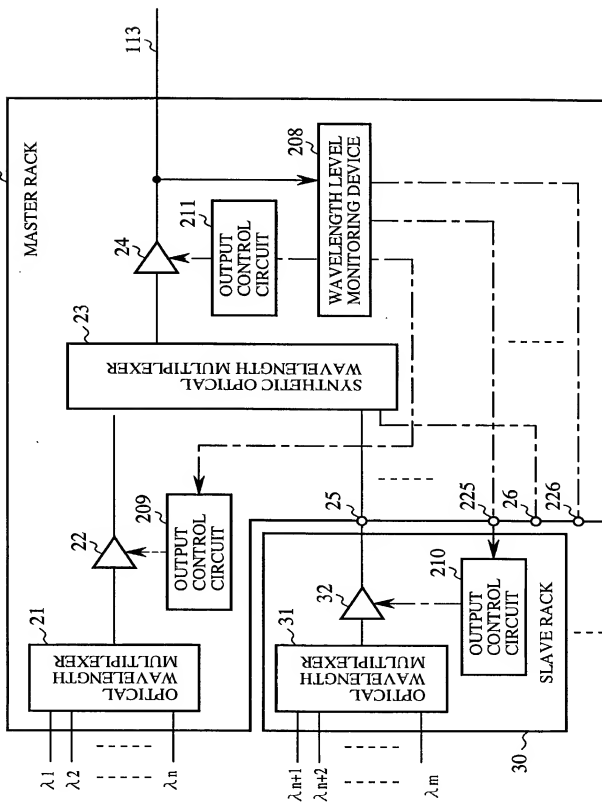 113
MASTER RACK
24
211
OUTPUT
CONTROL
CIRCUIT
208
WAVELENGTH LEVEL
MONITORING DEVICE
23
SYNTHETIC OPTICAL
WAVELENGTH MULTIPLEXER
22
209
OUTPUT
CONTROL
CIRCUIT
25
225
26
226
21
OPTICAL
WAVELENGTH
MULTIPLEXER
λ1
λ2
λn
32
210
OUTPUT
CONTROL
CIRCUIT
31
OPTICAL
WAVELENGTH
MULTIPLEXER
SLAVE RACK
λn+1
λn+2
λm
30